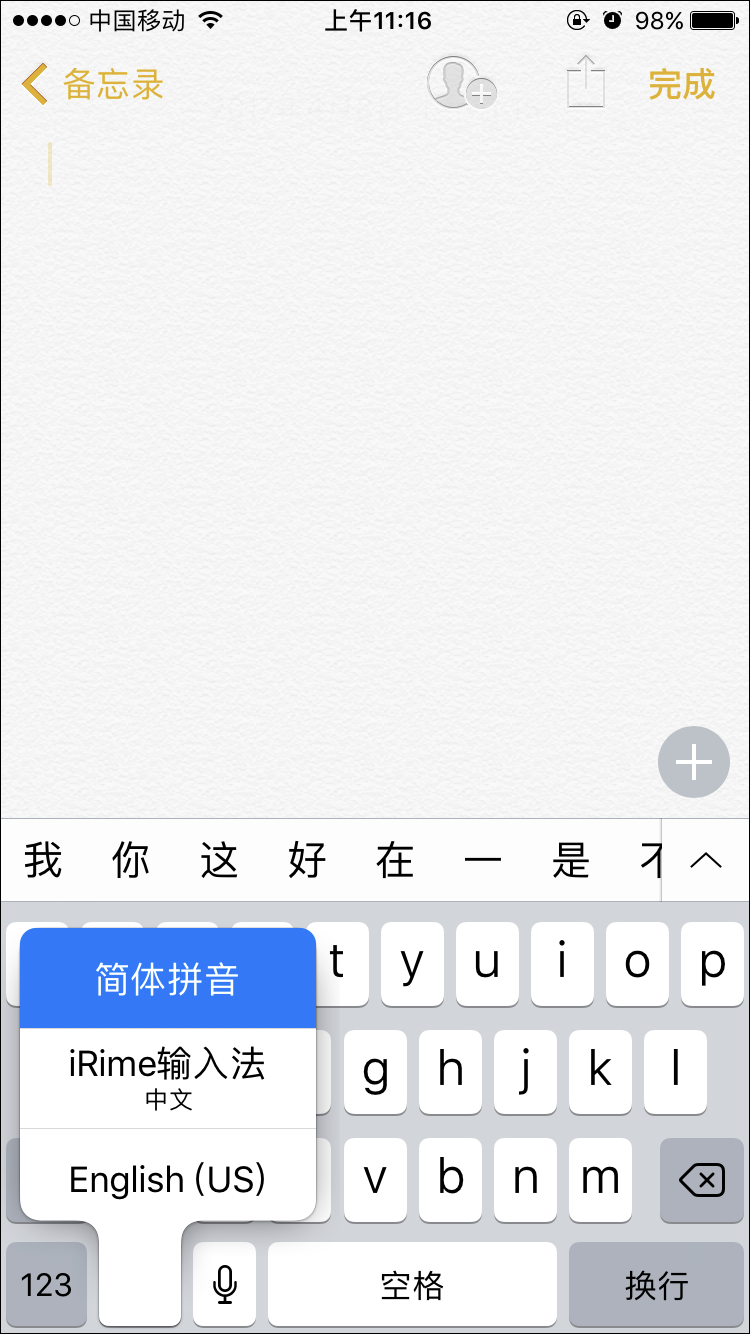 中国移动 上午11:16 98%
备忘录 完成
我 你 这 好 在 一 是
t y u i o p
简体拼音
g h j k l
iRime输入法
中文
v b n m
English (US)
123 空格 换行